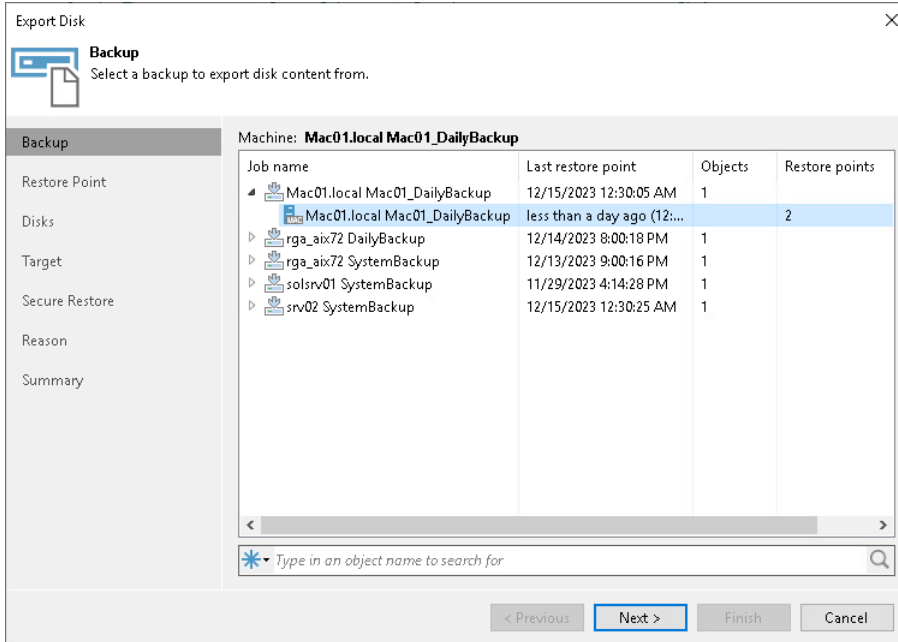 Export Disk
Backup
Select a backup to export disk content from.
Backup
Restore Point
Disks
Target
Secure Restore
Reason
Summary
Machine: Mac01.local Mac01_DailyBackup
Job name Last restore point Objects Restore points
Mac01.local Mac01_DailyBackup 12/15/2023 12:30:05 AM 1
MAC Mac01.local Mac01_DailyBackup less than a day ago (12:... 2
rga_aix72 DailyBackup 12/14/2023 8:00:18 PM 1
rga_aix72 SystemBackup 12/13/2023 9:00:16 PM 1
solsrv01 SystemBackup 11/29/2023 4:14:28 PM 1
srv02 SystemBackup 12/15/2023 12:30:25 AM 1
Type in an object name to search for
< Previous
Next >
Finish
Cancel